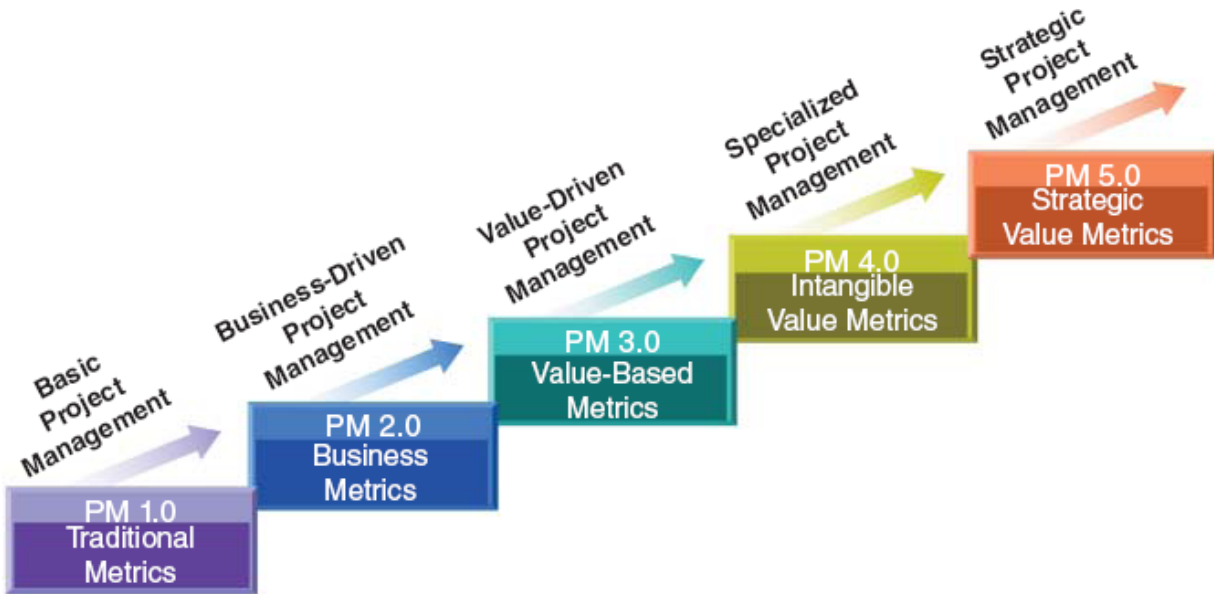 Basic
Project
Management
PM 1.0
Traditional
Metrics
Business-Driven
Project
Management
PM 2.0
Business
Metrics
Value-Driven
Project
Management
PM 3.0
Value-Based
Metrics
Specialized
Project
Management
PM 4.0
Intangible
Value Metrics
Strategic
Project
Management
PM 5.0
Strategic
Value Metrics